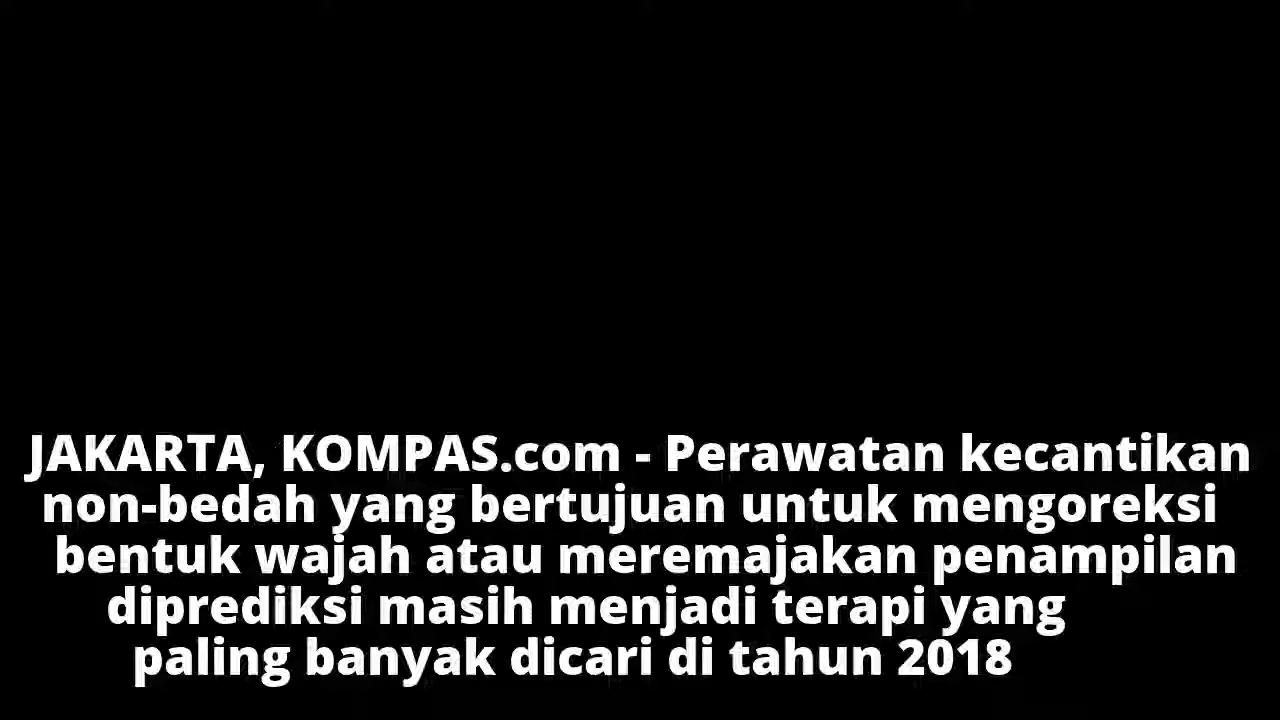 JAKARTA, KOMPAS.com - Perawatan kecantikan
non-bedah yang bertujuan untuk mengoreksi
bentuk wajah atau meremajakan penampilan
diprediksi masih menjadi terapi yang
paling banyak dicari di tahun 2018